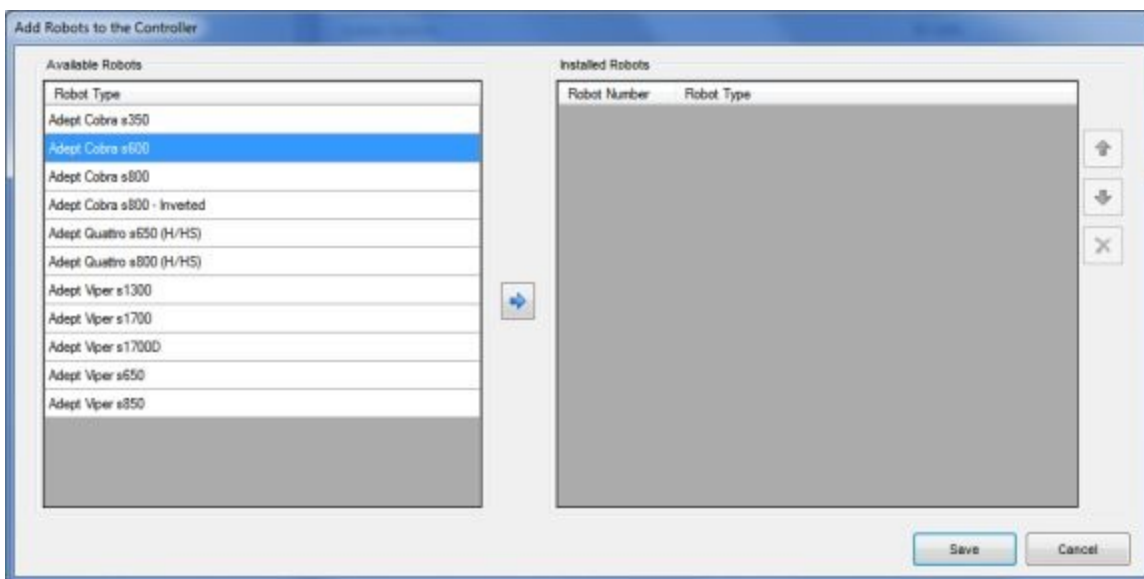 Add Robots to the Controller
Available Robots
Installed Robots
Robot Type
Robot Number Robot Type
Adept Cobra s350
Adept Cobra s600
Adept Cobra s800
Adept Cobra s800 - Inverted
Adept Quattro s650 (H/HS)
Adept Quattro s800 (H/HS)
Adept Viper s1300
Adept Viper s1700
Adept Viper s1700D
Adept Viper s650
Adept Viper s850
Save
Cancel